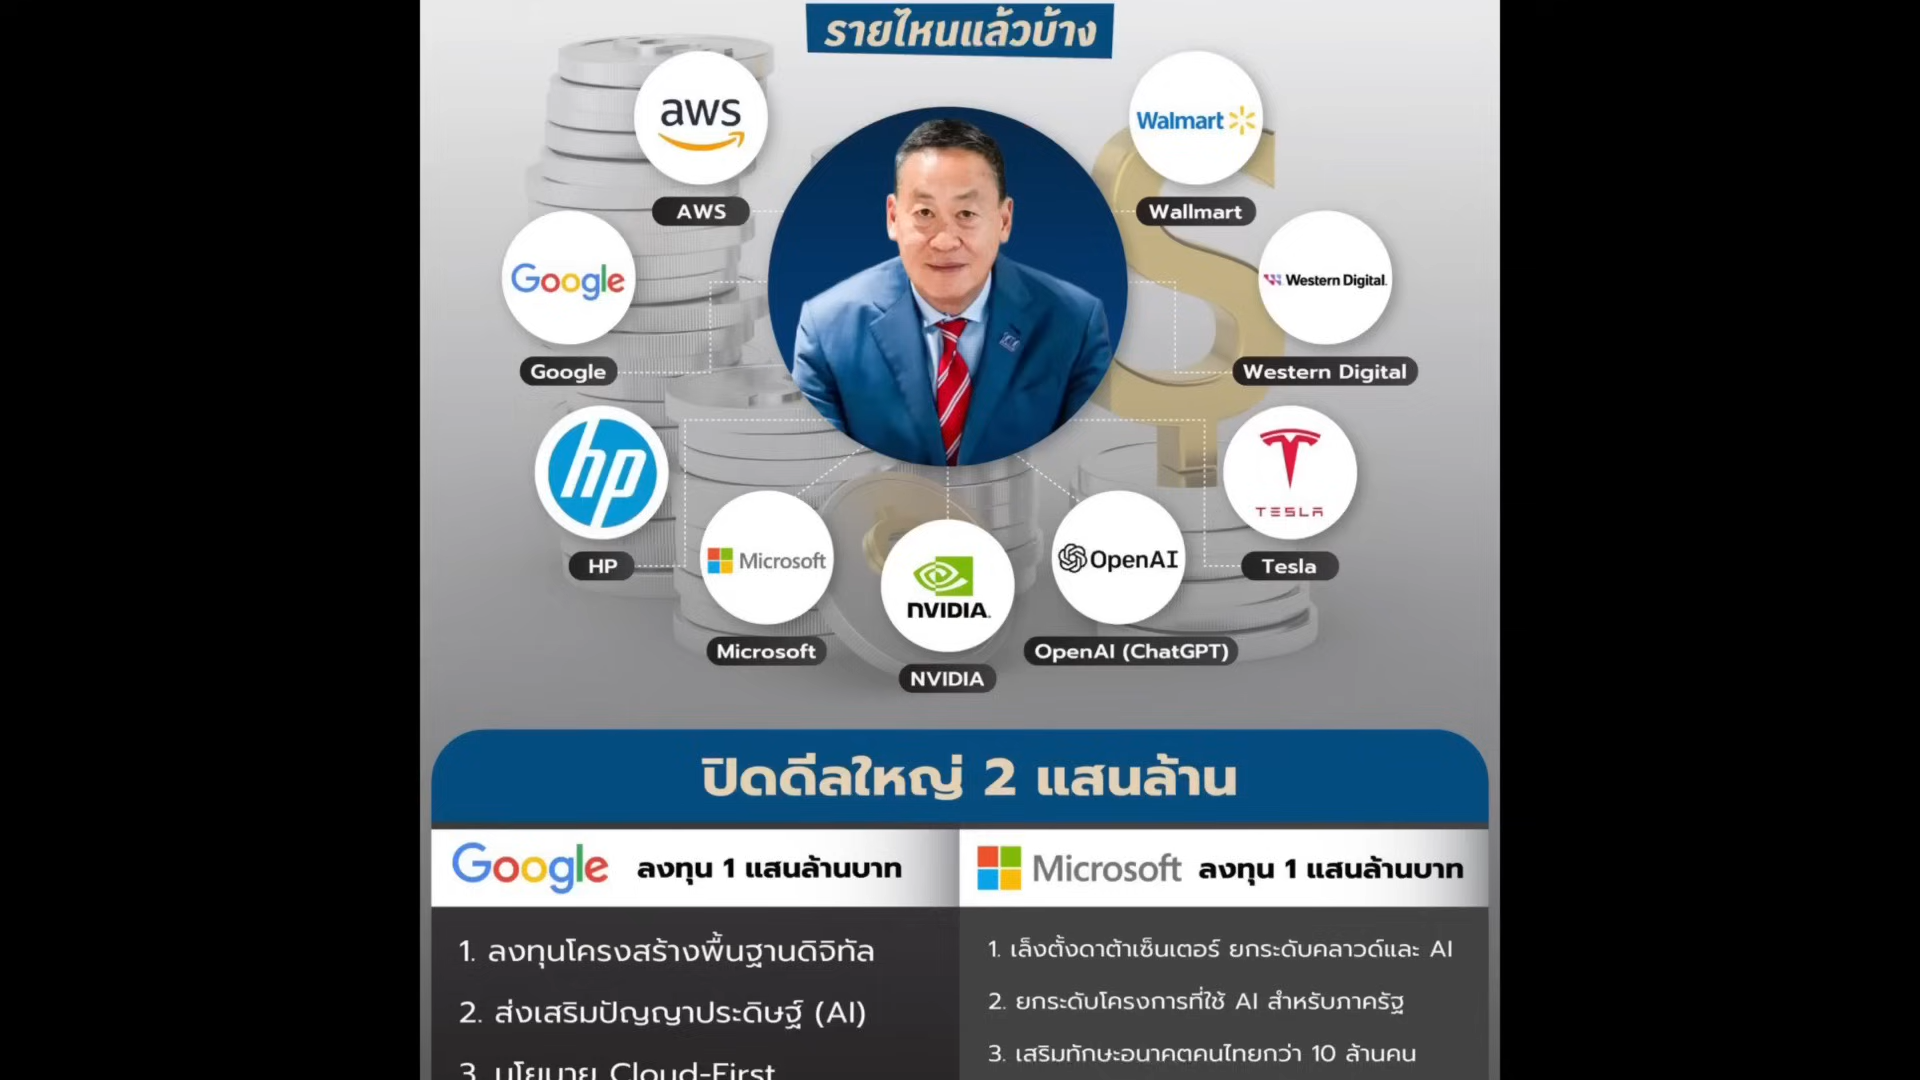 รายไหนแล้วบ้าง
aws
Walmart
AWS
Wallmart
Google
Western Digital.
Google
Western Digital
hp
TESLA
HP
Microsoft
NVIDIA.
OpenAI
Tesla
Microsoft
OpenAI (ChatGPT)
NVIDIA
ปิดดีลใหญ่ 2 แสนล้าน
Google ลงทุน 1 แสนล้านบาท
Microsoft ลงทุน 1 แสนล้านบาท
1. ลงทุนโครงสร้างพื้นฐานดิจิทัล
2. ส่งเสริมปัญญาประดิษฐ์ (AI)
3. นโยบาย Cloud-First
1. เล็งตั้งดาต้าเซ็นเตอร์ ยกระดับคลาวด์และ AI
2. ยกระดับโครงการที่ใช้ AI สำหรับภาครัฐ
3. เสริมทักษะอนาคตคนไทยกว่า 10 ล้านคน